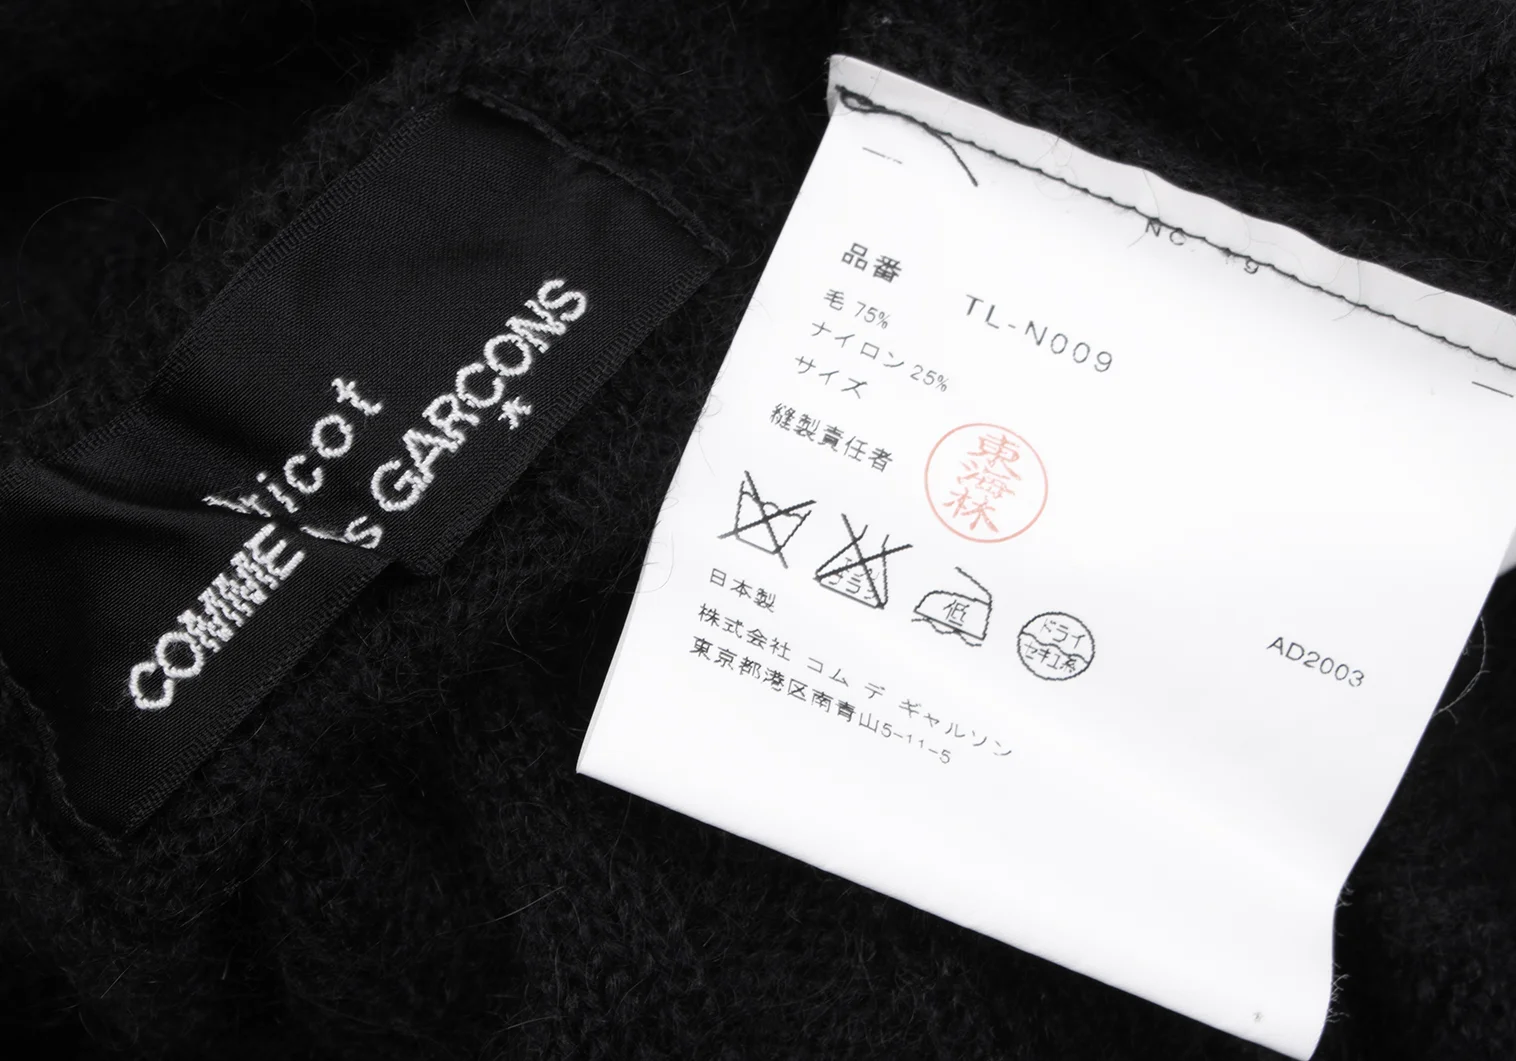 tricot
COMME des GARCONS
*
NC. 19
品番 TL-N009
毛 75%
ナイロン 25%
サイズ
縫製責任者
東海林
低
ドライ
セキユ系
日本製
株式会社 コム デ ギャルソン
東京都港区南青山5-11-5
AD2003